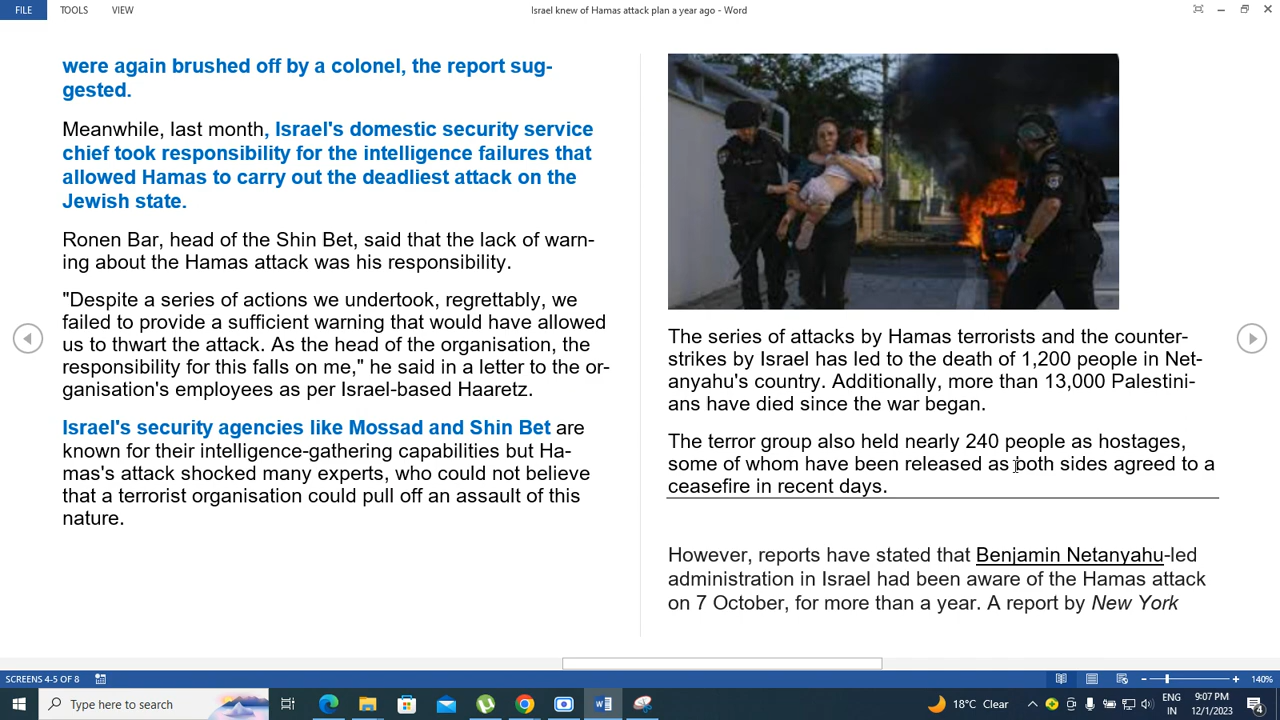 FILE TOOLS VIEW
Israel knew of Hamas attack plan a year ago - Word
were again brushed off by a colonel, the report sug-
gested.
Meanwhile, last month, Israel's domestic security service
chief took responsibility for the intelligence failures that
allowed Hamas to carry out the deadliest attack on the
Jewish state.
Ronen Bar, head of the Shin Bet, said that the lack of warn-
ing about the Hamas attack was his responsibility.
"Despite a series of actions we undertook, regrettably, we
failed to provide a sufficient warning that would have allowed
us to thwart the attack. As the head of the organisation, the
responsibility for this falls on me," he said in a letter to the or-
ganisation's employees as per Israel-based Haaretz.
Israel's security agencies like Mossad and Shin Bet are
known for their intelligence-gathering capabilities but Ha-
mas's attack shocked many experts, who could not believe
that a terrorist organisation could pull off an assault of this
nature.
The series of attacks by Hamas terrorists and the counter-
strikes by Israel has led to the death of 1,200 people in Net-
anyahu's country. Additionally, more than 13,000 Palestini-
ans have died since the war began.
The terror group also held nearly 240 people as hostages,
some of whom have been released as both sides agreed to a
ceasefire in recent days.
However, reports have stated that Benjamin Netanyahu-led
administration in Israel had been aware of the Hamas attack
on 7 October, for more than a year. A report by New York
SCREENS 4-5 OF 8
140%
Type here to search
18°C Clear
ENG
IN
9:07 PM
12/1/2023
4